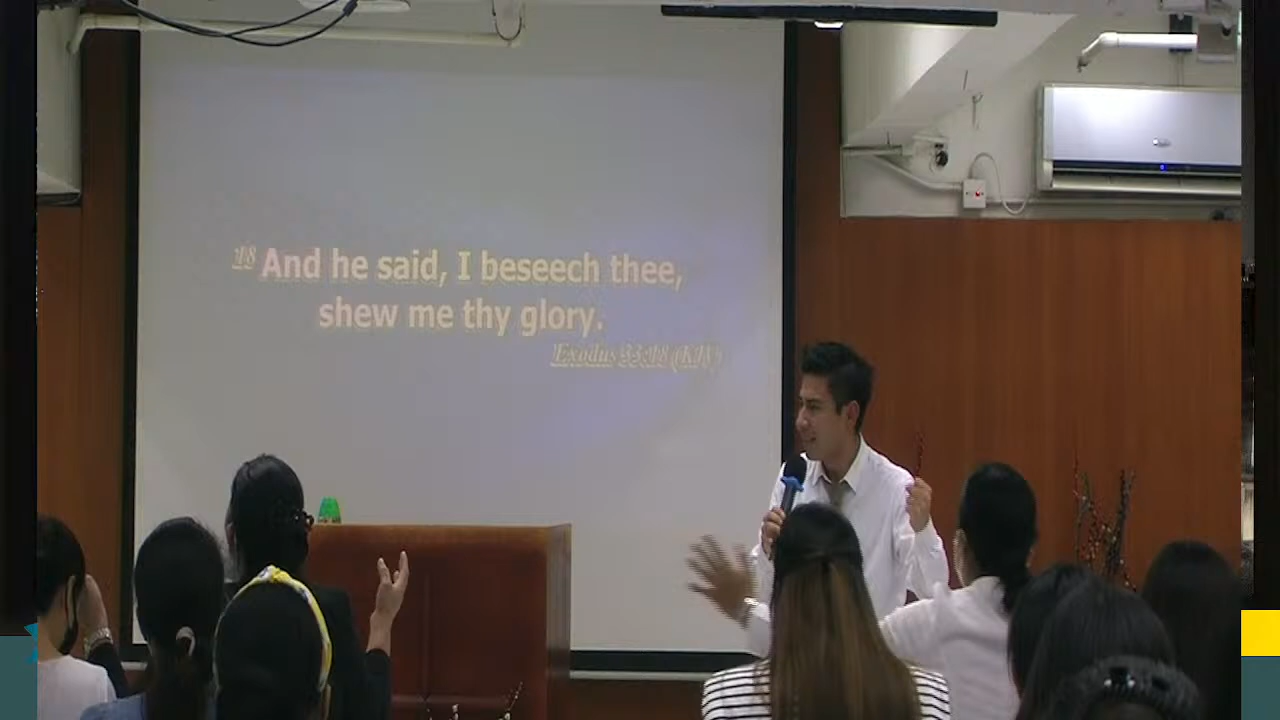 18 And he said, I beseech thee,
shew me thy glory.
Exodus 33:18 (KJV)